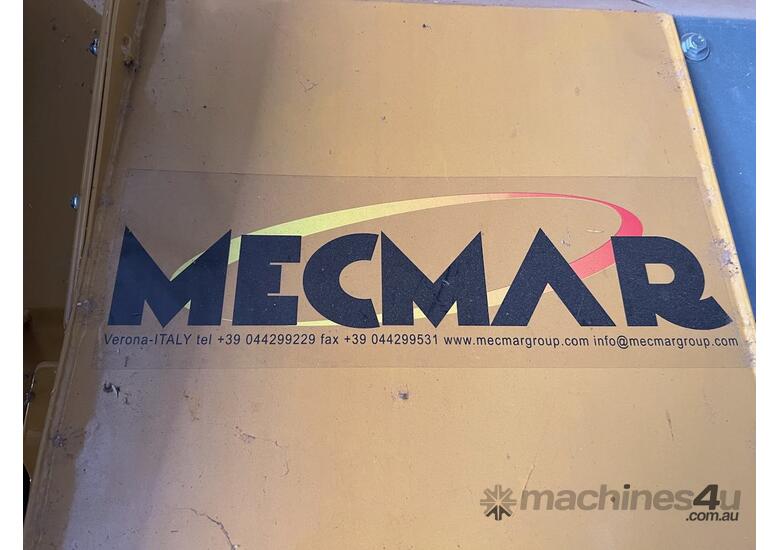 MECMAR
Verona-ITALY tel +39 044299229 fax +39 044299531 www.mecmargroup.com info@mecmargroup.com
machines4u
.com.au